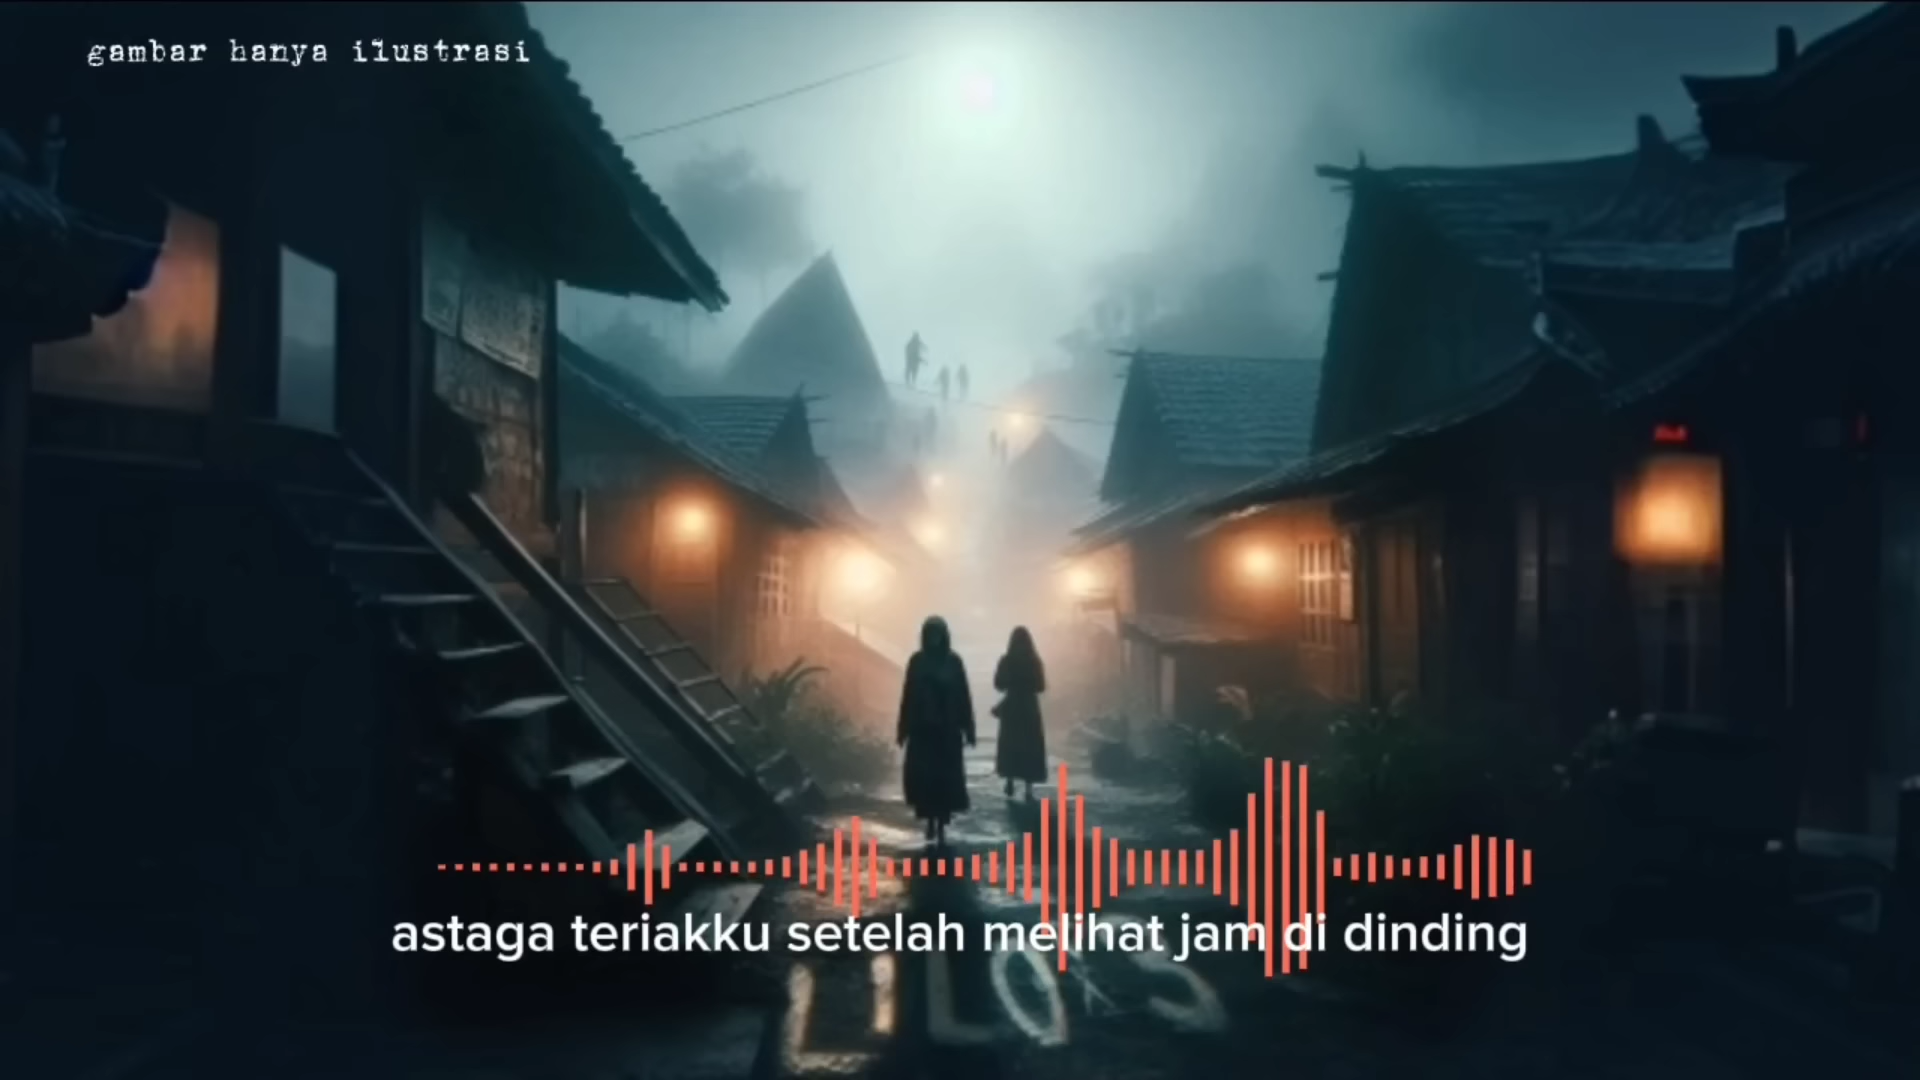 gambar hanya ilustrasi
astaga teriakku setelah melihat jam di dinding